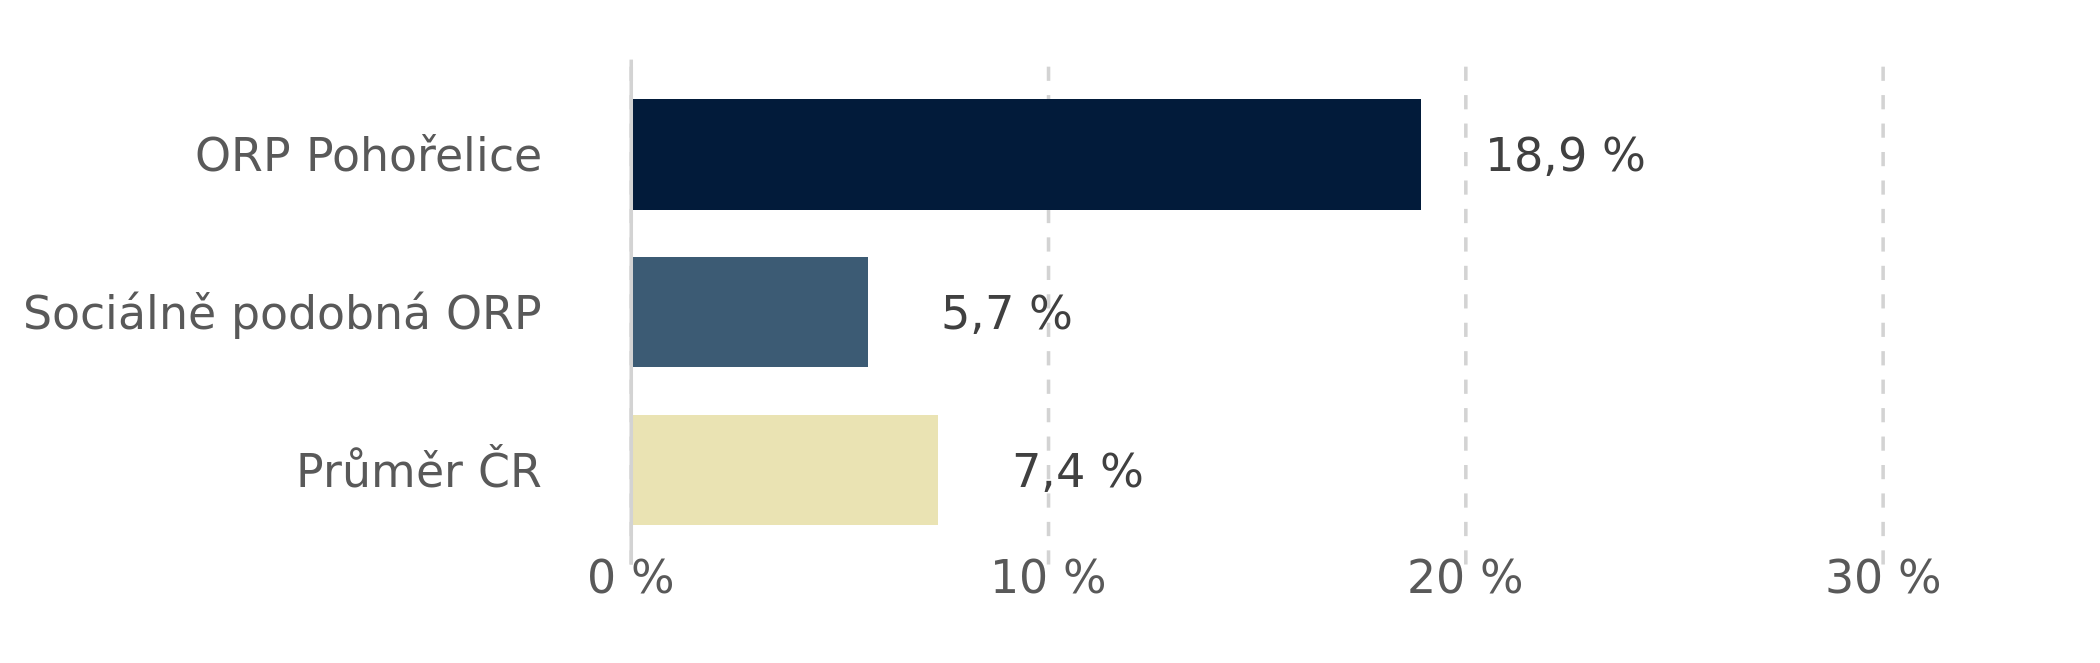 ORP Pohořelice
18,9 %
Sociálně podobná ORP
5,7 %
Průměr ČR
7,4 %
0 %
10 %
20 %
30 %